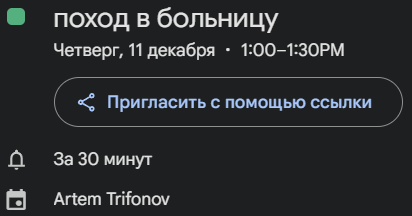 поход в больницу
Четверг, 11 декабря · 1:00–1:30PM
Пригласить с помощью ссылки
За 30 минут
Artem Trifonov